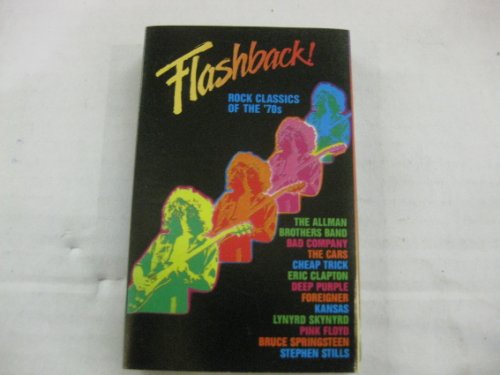 Flashback!
ROCK CLASSICS
OF THE '70s
THE ALLMAN
BROTHERS BAND
BAD COMPANY
THE CARS
CHEAP TRICK
ERIC CLAPTON
DEEP PURPLE
FOREIGNER
KANSAS
LYNYRD SKYNYRD
PINK FLOYD
BRUCE SPRINGSTEEN
STEPHEN STILLS